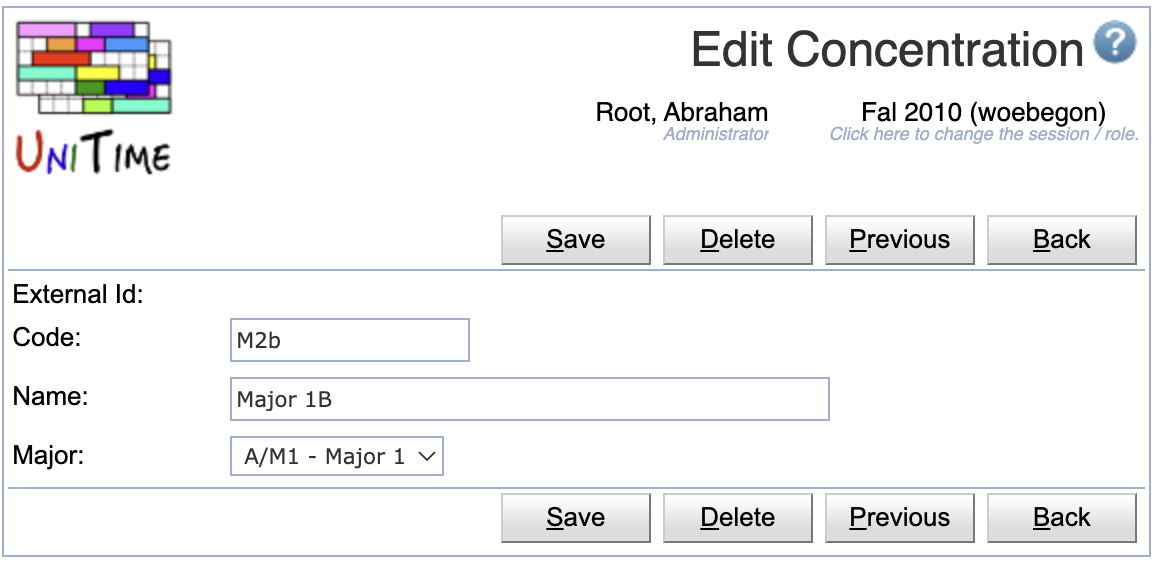 Edit Concentration ?
Root, Abraham Fal 2010 (woebegon)
Administrator Click here to change the session / role.
UNITIME
Save Delete Previous Back
External Id:
Code: M2b
Name: Major 1B
Major: A/M1 - Major 1
Save Delete Previous Back